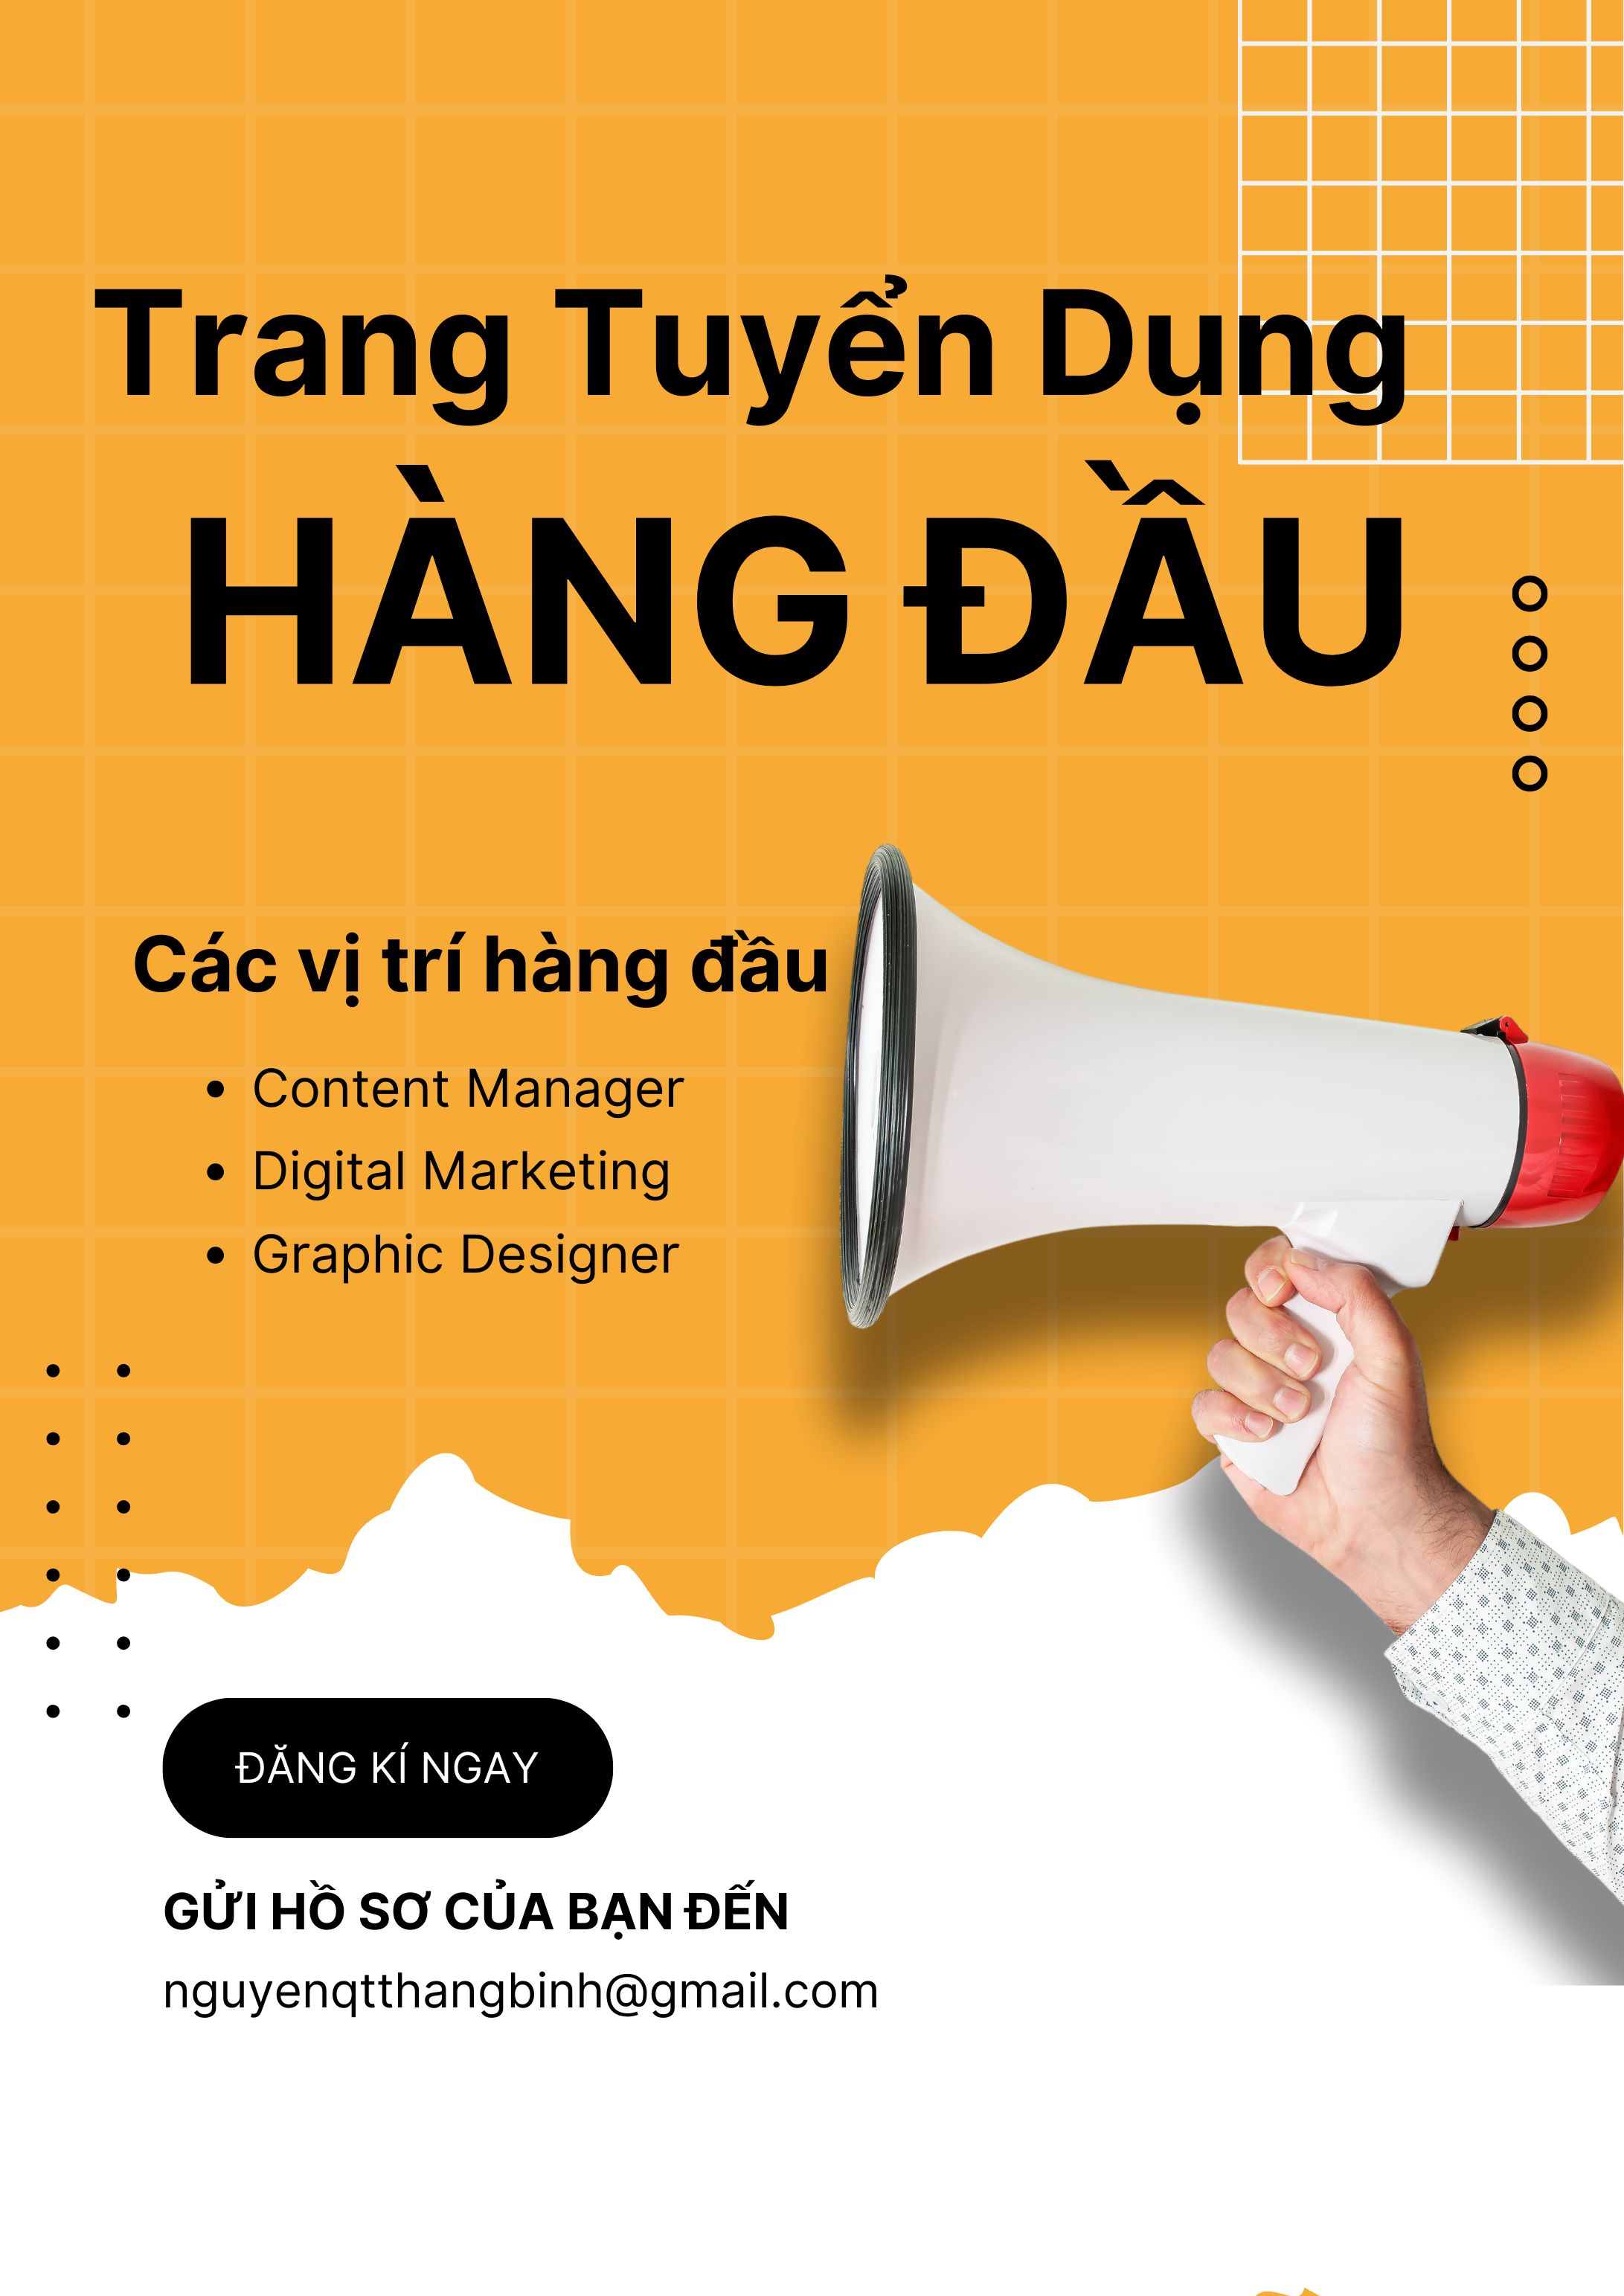 Trang Tuyển Dụng
HÀNG ĐẦU
Các vị trí hàng đầu
• Content Manager
• Digital Marketing
• Graphic Designer
ĐĂNG KÍ NGAY
GỬI HỒ SƠ CỦA BẠN ĐẾN
nguyenqtthangbinh@gmail.com